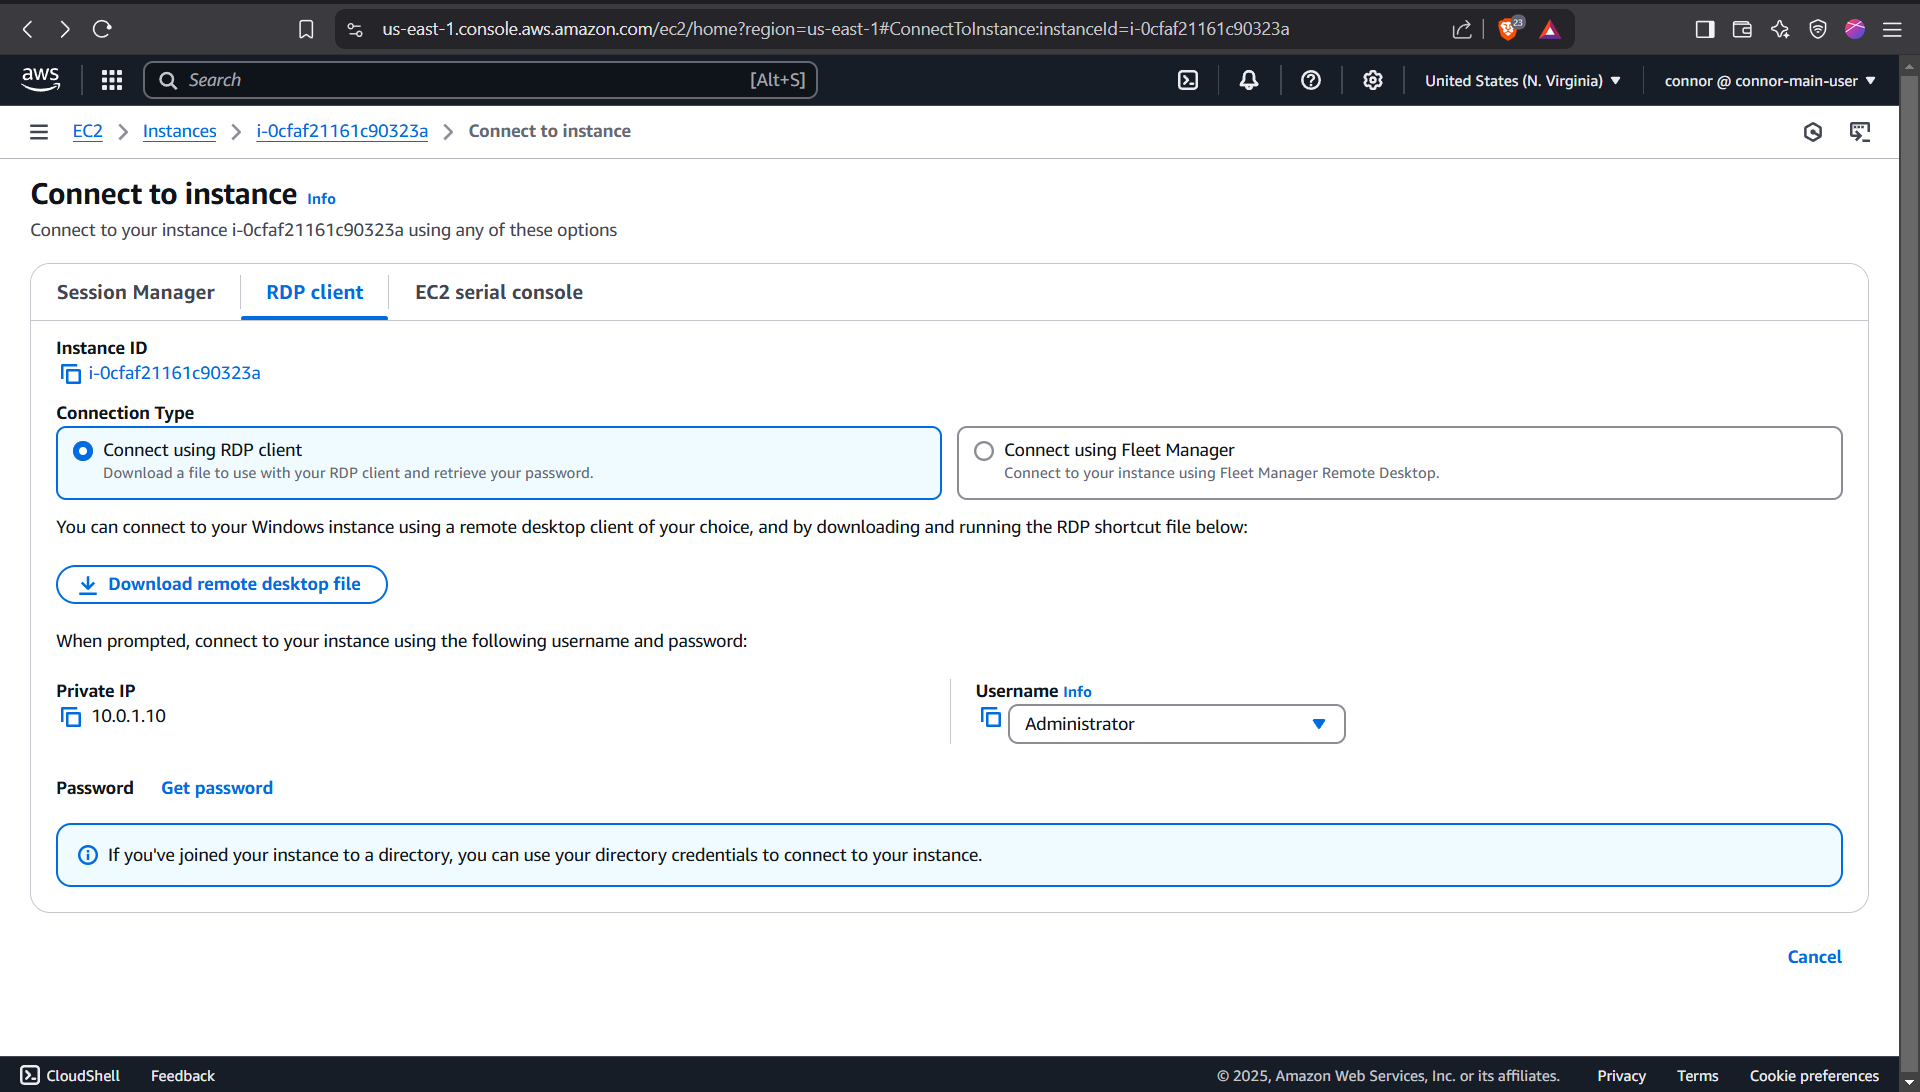 us-east-1.console.aws.amazon.com/ec2/home?region=us-east-1#ConnectToInstance:instanceId=i-0cfaf21161c90323a
23
aws
Search
[Alt+S]
United States (N. Virginia)
connor @ connor-main-user
EC2
Instances
i-0cfaf21161c90323a
Connect to instance
Connect to instance Info
Connect to your instance i-0cfaf21161c90323a using any of these options
Session Manager
RDP client
EC2 serial console
Instance ID
i-0cfaf21161c90323a
Connection Type
Connect using RDP client
Download a file to use with your RDP client and retrieve your password.
Connect using Fleet Manager
Connect to your instance using Fleet Manager Remote Desktop.
You can connect to your Windows instance using a remote desktop client of your choice, and by downloading and running the RDP shortcut file below:
Download remote desktop file
When prompted, connect to your instance using the following username and password:
Private IP
10.0.1.10
Username Info
Administrator
Password
Get password
If you've joined your instance to a directory, you can use your directory credentials to connect to your instance.
Cancel
CloudShell
Feedback
© 2025, Amazon Web Services, Inc. or its affiliates.
Privacy
Terms
Cookie preferences